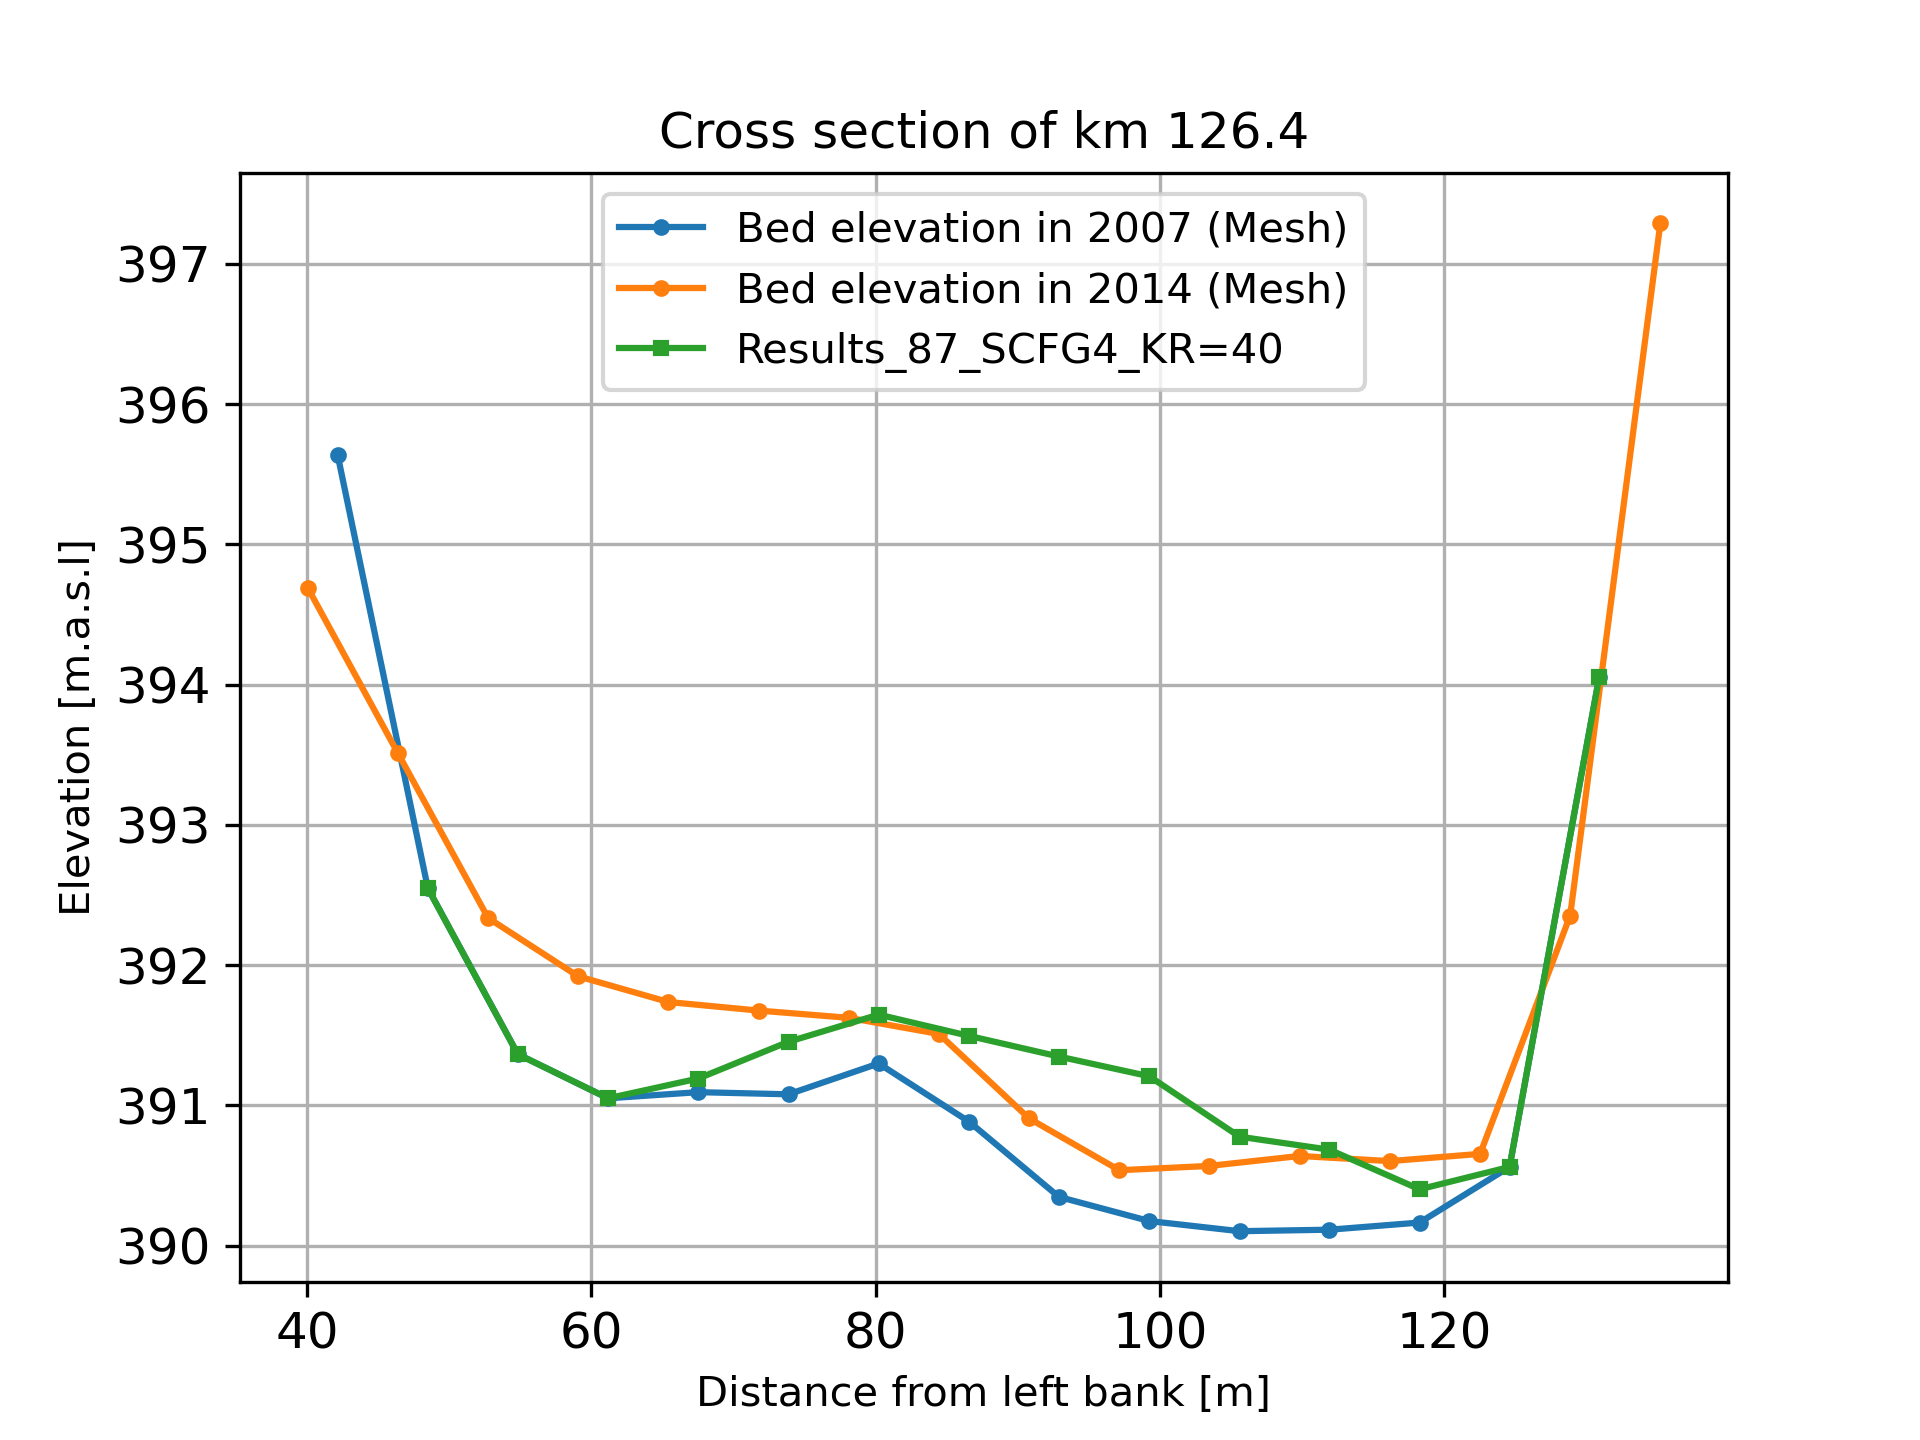 Cross section of km 126.4
Bed elevation in 2007 (Mesh)
Bed elevation in 2014 (Mesh)
Results_87_SCFG4_KR=40
397
396
395
394
393
392
391
390
Elevation [m.a.s.l]
40 60 80 100 120
Distance from left bank [m]